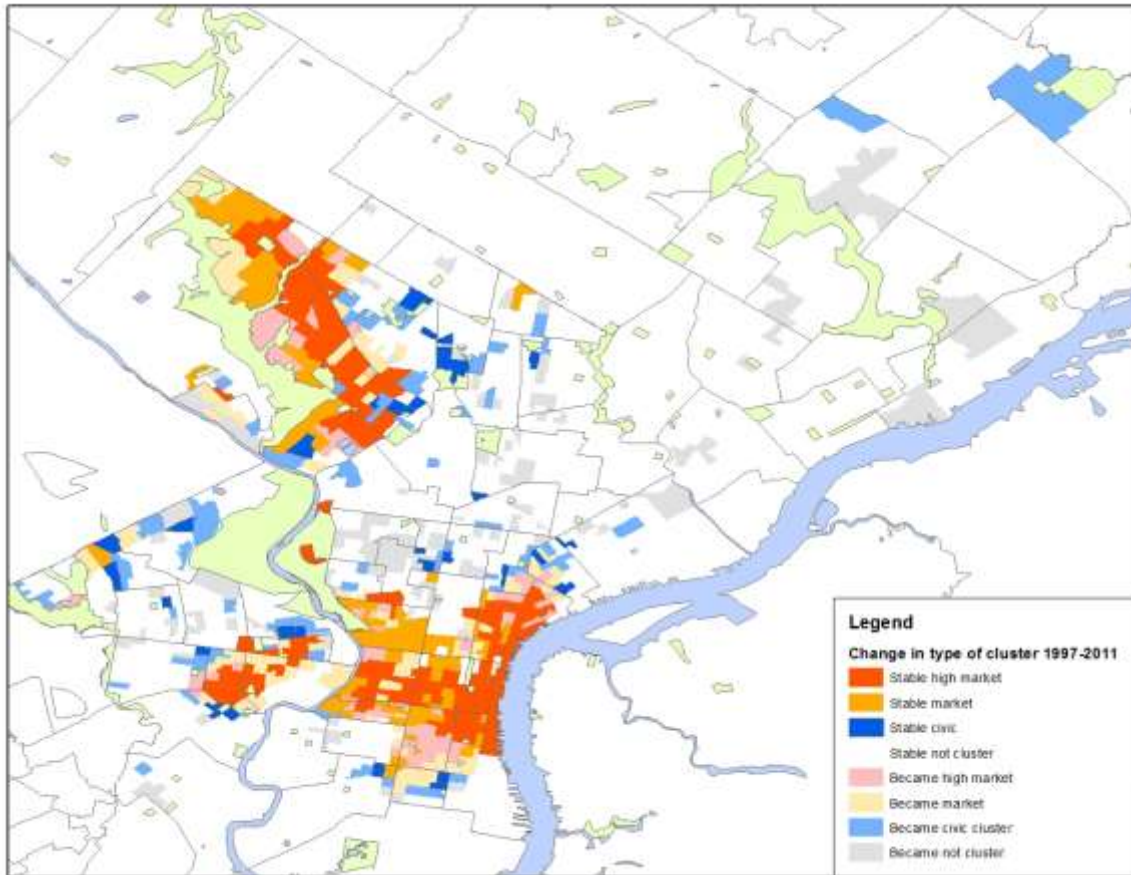 Legend
Change in type of cluster 1997-2011
Stable high market
Stable market
Stable civic
Stable not cluster
Became high market
Became market
Became civic cluster
Became not cluster